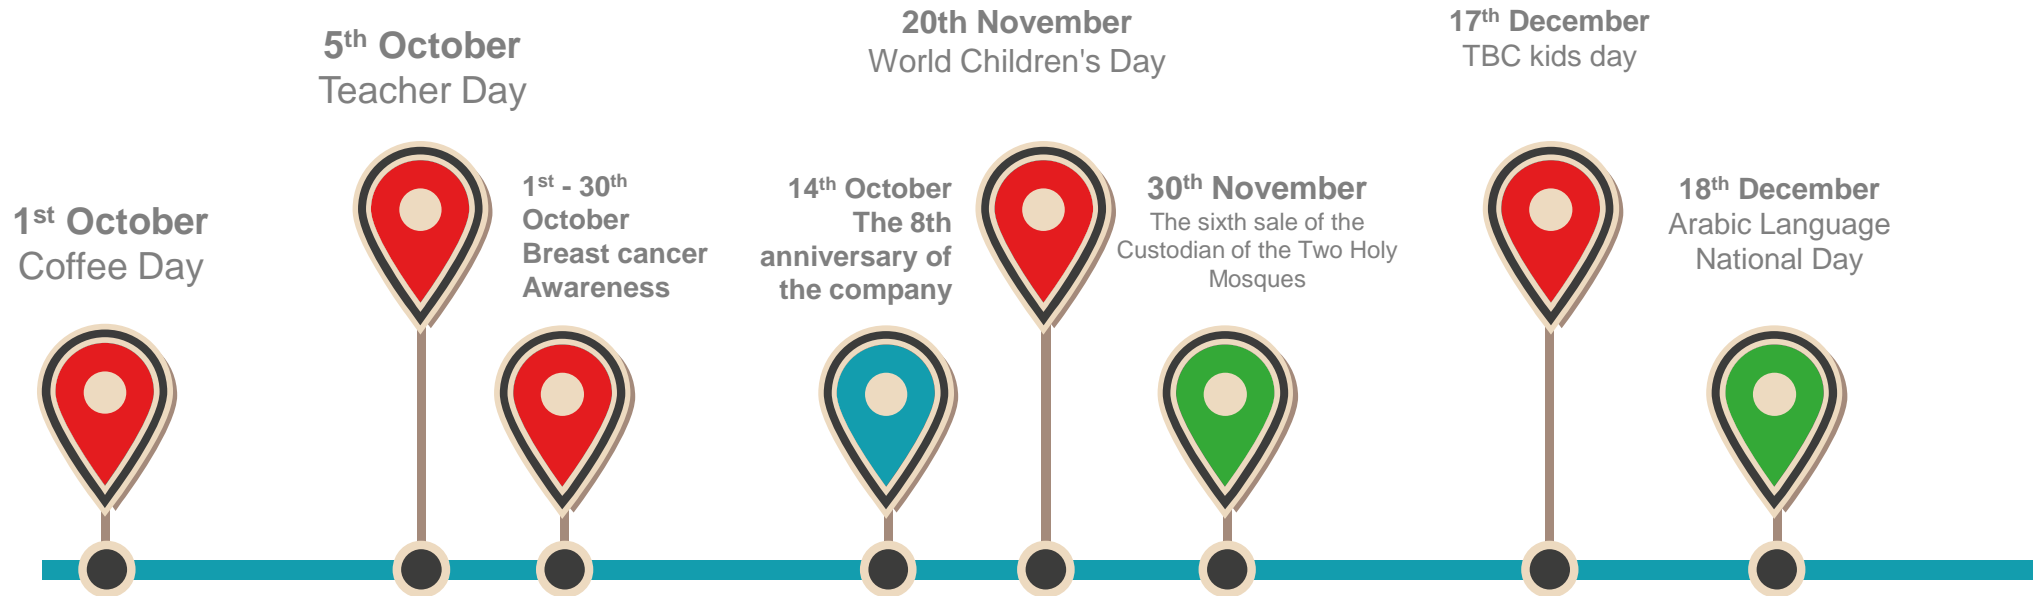 1st October
Coffee Day
5th October
Teacher Day
1st - 30th
October
Breast cancer
Awareness
14th October
The 8th
anniversary of
the company
20th November
World Children's Day
30th November
The sixth sale of the
Custodian of the Two Holy
Mosques
17th December
TBC kids day
18th December
Arabic Language
National Day